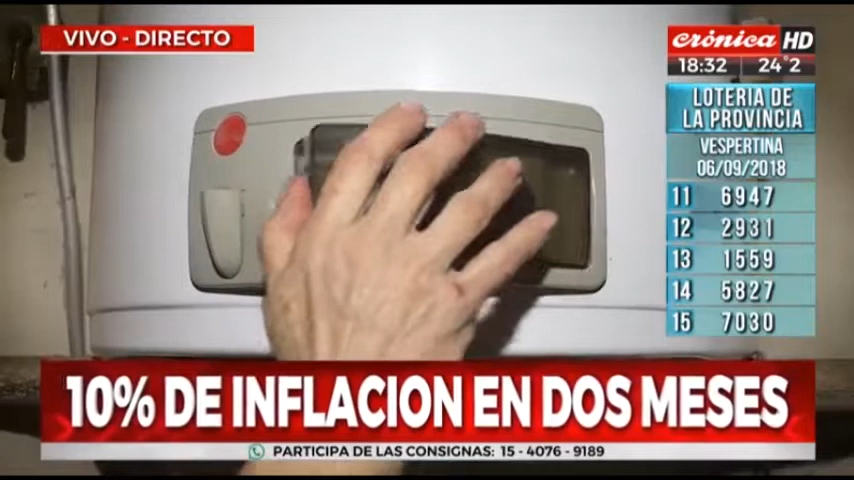 VIVO - DIRECTO
crónica HD
18:32 24°2
LOTERIA DE
LA PROVINCIA
VESPERTINA
06/09/2018
11 6947
12 2931
13 1559
14 5827
15 7030
10% DE INFLACION EN DOS MESES
PARTICIPA DE LAS CONSIGNAS: 15 - 4076 - 9189